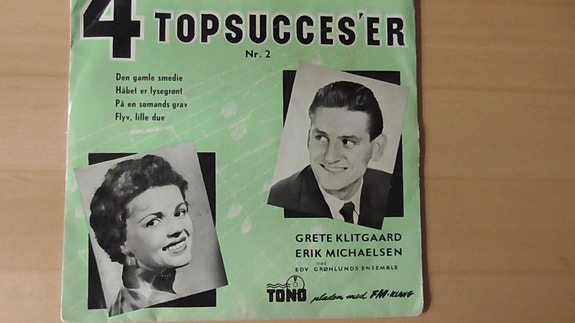 4 TOPSUCCES'ER
Nr. 2
Den gamle smedie
Håbet er lysegrønt
På en sømands grav
Flyv, lille due
GRETE KLITGAARD
ERIK MICHAELSEN
med
EDV GRØNLUNDS ENSEMBLE
TONO pladen med FM-KLANG